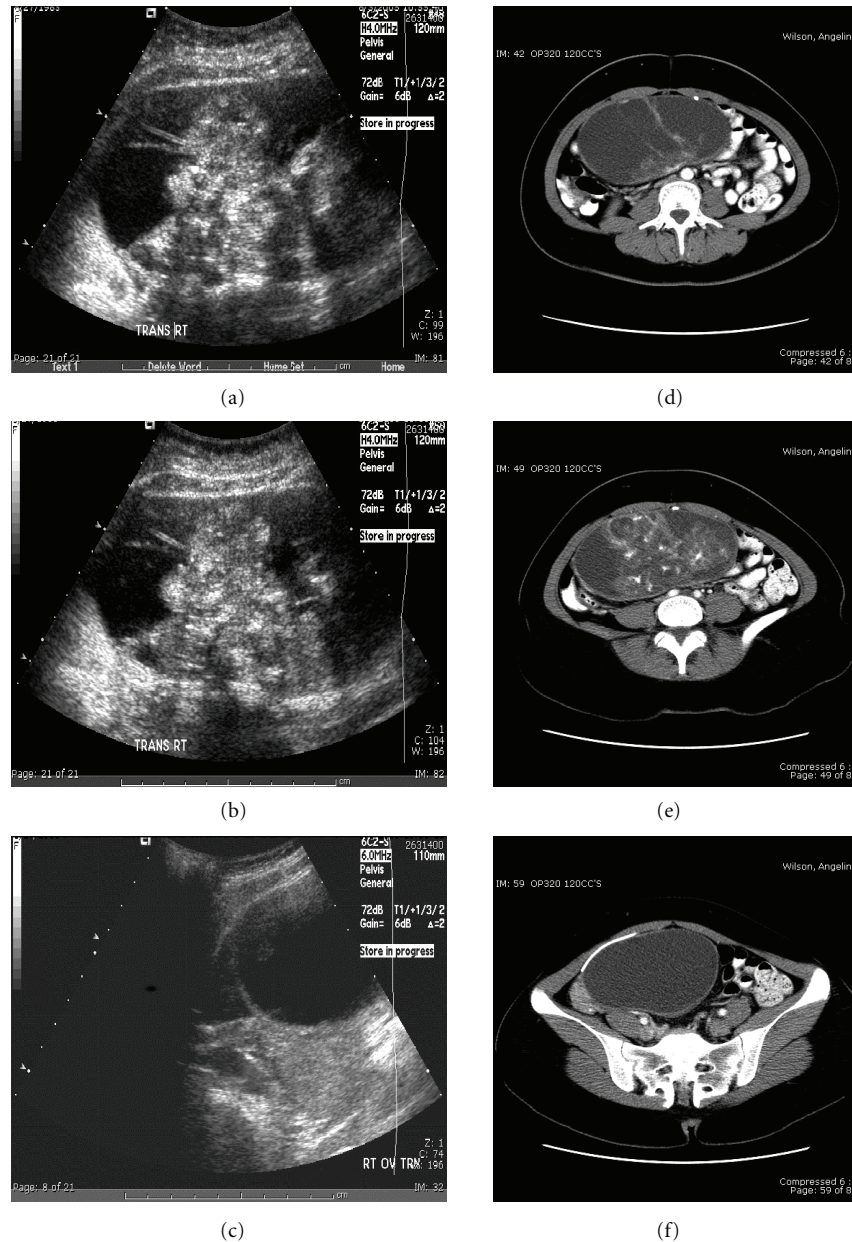 6C2-S
2631400
H4.0MHz 120mm
Pelvis
General
72dB T1/+1/3/2
Gain= 6dB Δ=2
Store in progress
F
TRANS RT
Z: 1
C: 99
W: 196
Page: 21 of 21
IM: 81
Text 1 Delete Word Home Set Home
cm
(a)
Wilson, Angelin
IM: 42 OP320 120CC'S
Compressed 6 :
Page: 42 of 8
(d)
6C2-S
2631400
H4.0MHz 120mm
Pelvis
General
72dB T1/+1/3/2
Gain= 6dB Δ=2
Store in progress
F
TRANS RT
Z: 1
C: 104
W: 196
Page: 21 of 21
IM: 82
cm
(b)
Wilson, Angelin
IM: 49 OP320 120CC'S
Compressed 6 :
Page: 49 of 8
(e)
6C2-S
2631400
6.0MHz 110mm
Pelvis
General
72dB T1/+1/3/2
Gain= 6dB Δ=2
Store in progress
F
Z: 1
C: 74
W: 196
RT OV TRN
Page: 8 of 21
IM: 32
cm
(c)
Wilson, Angelin
IM: 59 OP320 120CC'S
Compressed 6 :
Page: 59 of 8
(f)